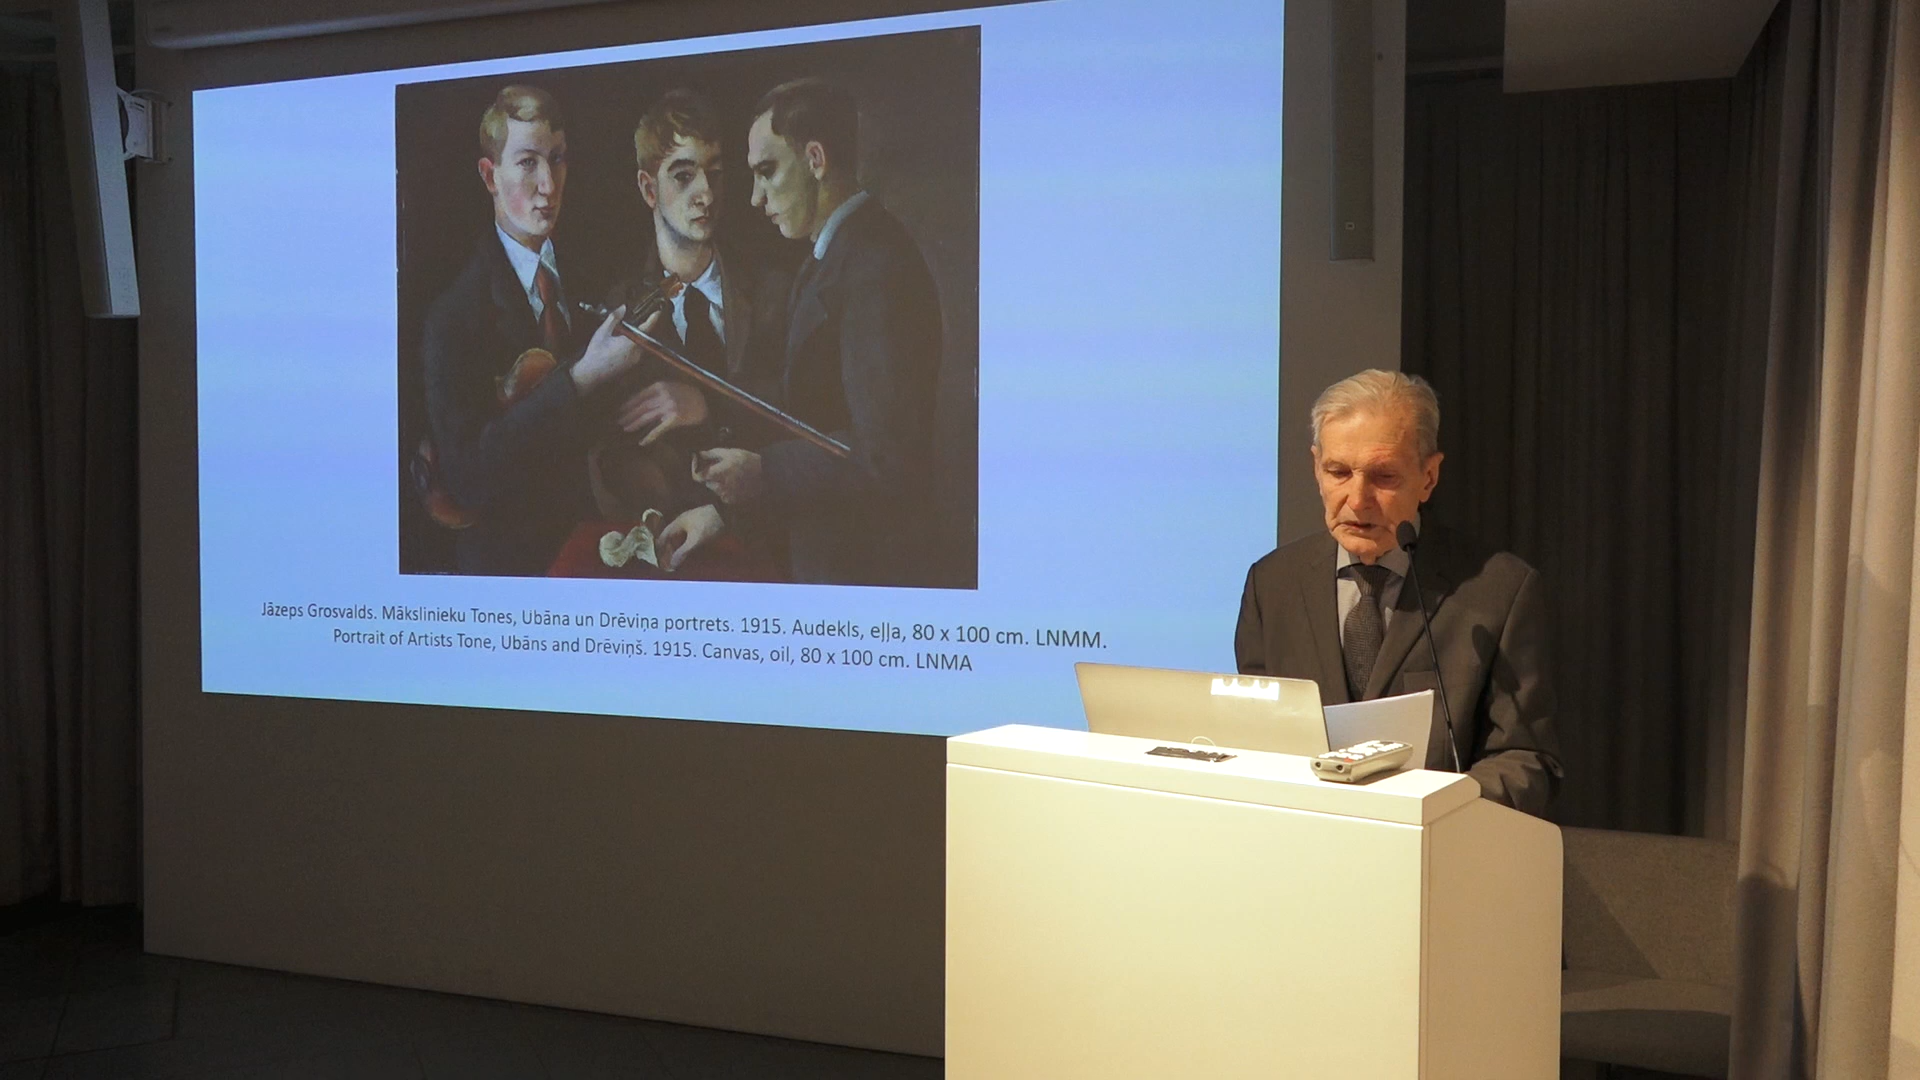 Jāzeps Grosvalds. Mākslinieku Tones, Ubāna un Drēviņa portrets. 1915. Audekls, eļļa, 80 x 100 cm. LNMM.
Portrait of Artists Tone, Ubāns and Drēviņš. 1915. Canvas, oil, 80 x 100 cm. LNMA